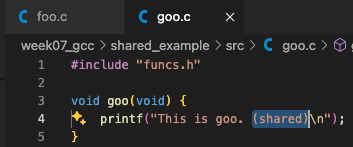 C foo.c C goo.c
week07_gcc > shared_example > src > C goo.c >
1 #include "funcs.h"
2
3 void goo(void) {
4 printf("This is goo. (shared)\n");
5 }